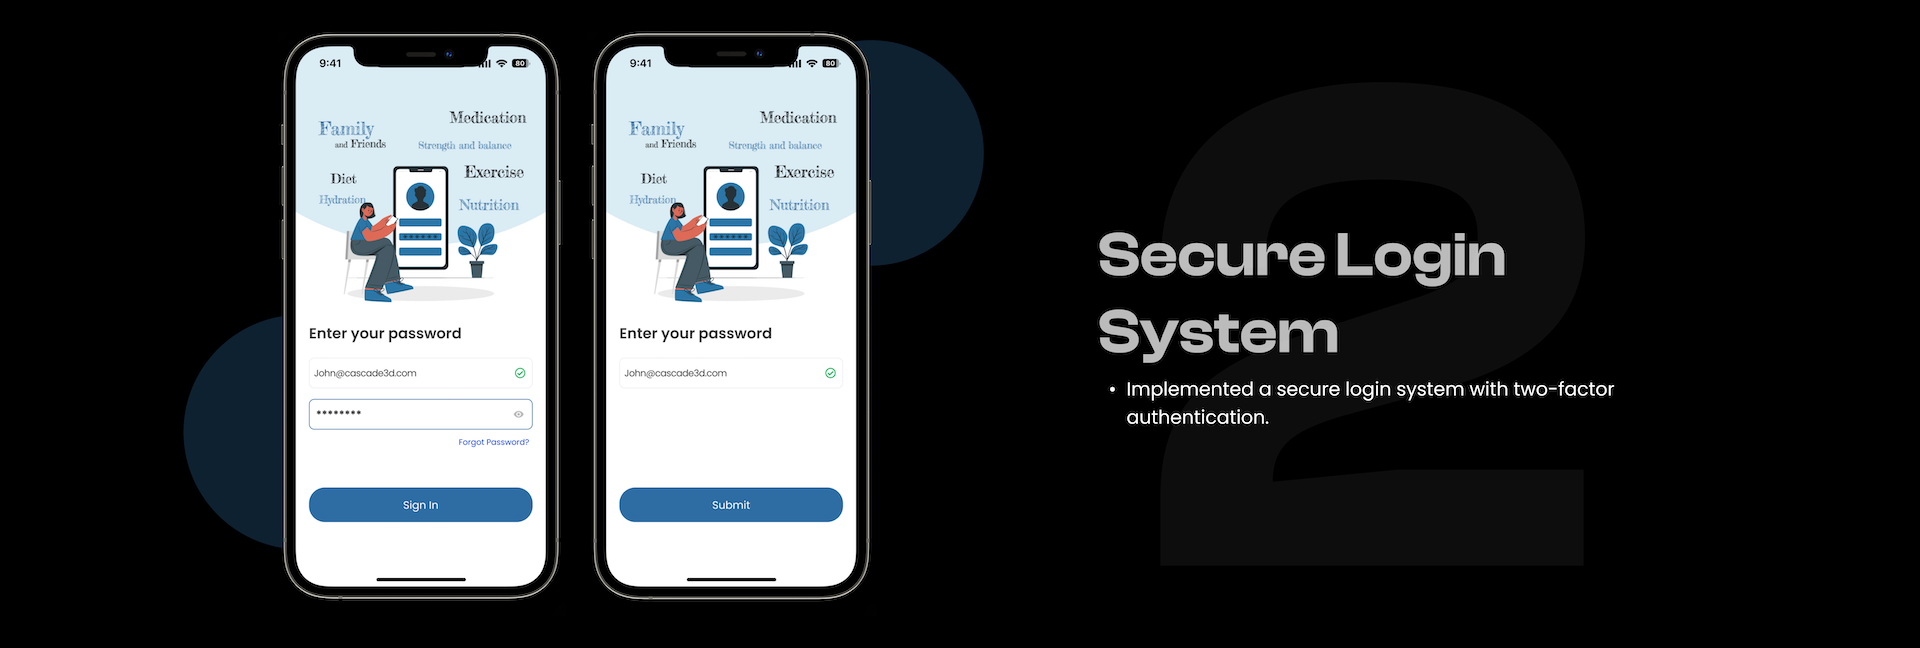 9:41
80
Medication
Family
and Friends
Strength and balance
Exercise
Diet
Hydration
Nutrition
*******
Enter your password
John@cascade3d.com
********
Forgot Password?
Sign In
9:41
80
Medication
Family
and Friends
Strength and balance
Exercise
Diet
Hydration
Nutrition
*******
Enter your password
John@cascade3d.com
Submit
2
Secure Login
System
• Implemented a secure login system with two-factor
authentication.